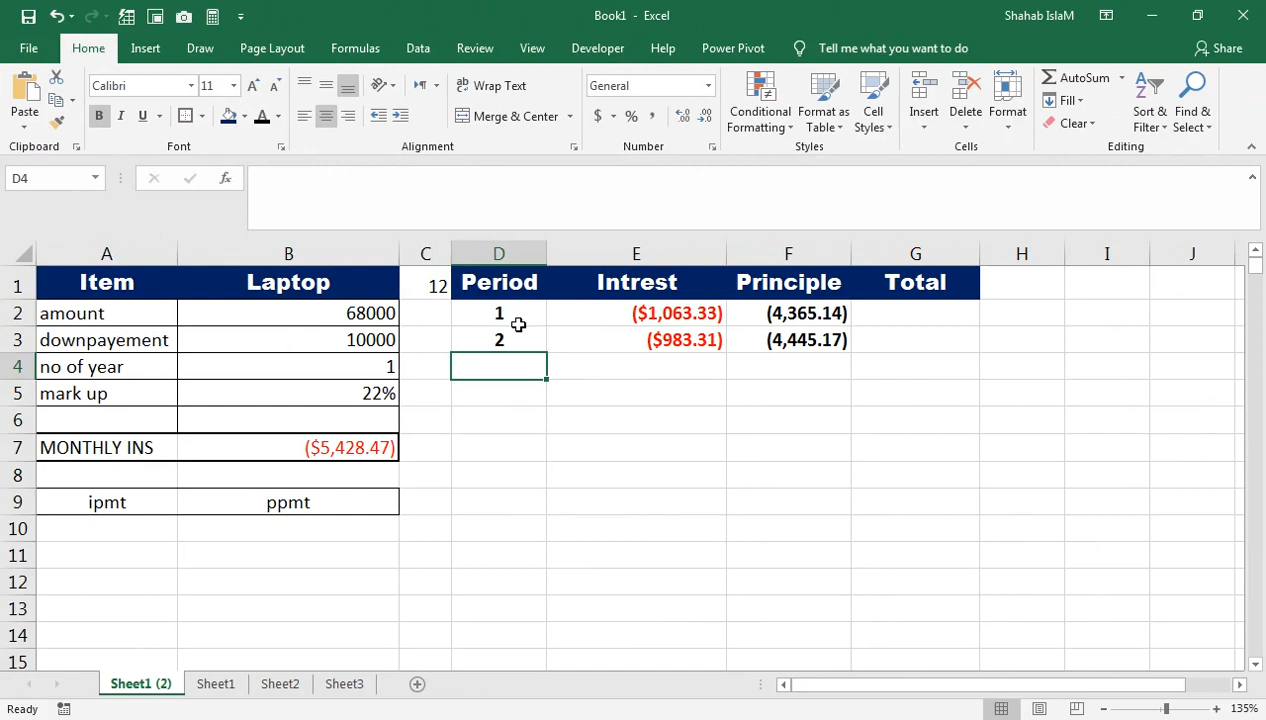 Book1 - Excel
Shahab IslaM
File Home Insert Draw Page Layout Formulas Data Review View Developer Help Power Pivot Tell me what you want to do Share
Paste
Clipboard
Calibri 11
B I U
Font
Wrap Text
Merge & Center
Alignment
General
$ % ,
Number
Conditional Formatting
Format as Table
Cell Styles
Styles
Insert Delete Format
Cells
AutoSum
Fill
Clear
Sort & Filter
Find & Select
Editing
D4 fx
A B C D E F G H I J
1 Item Laptop 12 Period Intrest Principle Total
2 amount 68000 1 ($1,063.33) (4,365.14)
3 downpayement 10000 2 ($983.31) (4,445.17)
4 no of year 1
5 mark up 22%
6
7 MONTHLY INS ($5,428.47)
8
9 ipmt ppmt
10
11
12
13
14
15
Sheet1 (2) Sheet1 Sheet2 Sheet3
Ready 135%